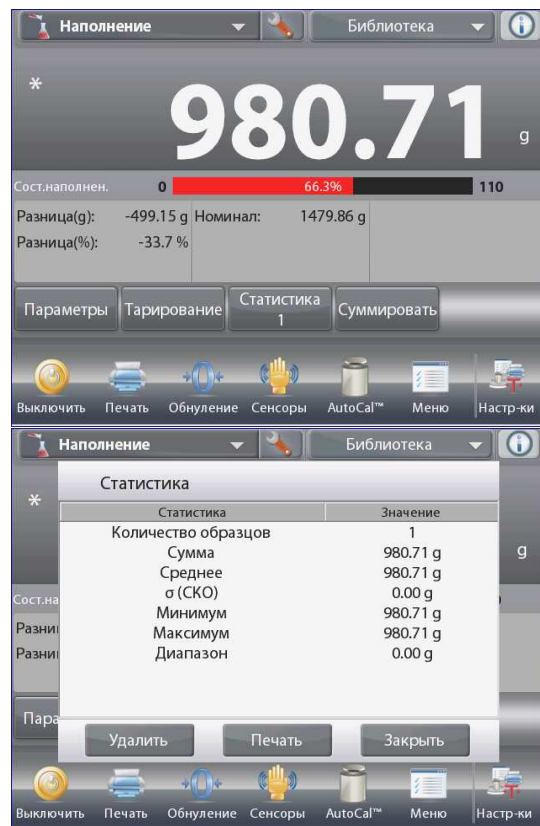 Наполнение Библиотека
*
980.71 g
Сост.наполнен. 0 66.3% 110
Разница(g): -499.15 g Номинал: 1479.86 g
Разница(%): -33.7 %
Параметры Тарирование Статистика 1 Суммировать
Выключить Печать Обнуление Сенсоры AutoCal™ Меню Настр-ки
Наполнение Библиотека
*
Статистика
Статистика Значение
Количество образцов 1
g
Сумма 980.71 g
Среднее 980.71 g
σ (СКО) 0.00 g
Сост.на
Минимум 980.71 g
Разни
Максимум 980.71 g
Разни
Диапазон 0.00 g
Пара
Удалить Печать Закрыть
Выключить Печать Обнуление Сенсоры AutoCal™ Меню Настр-ки